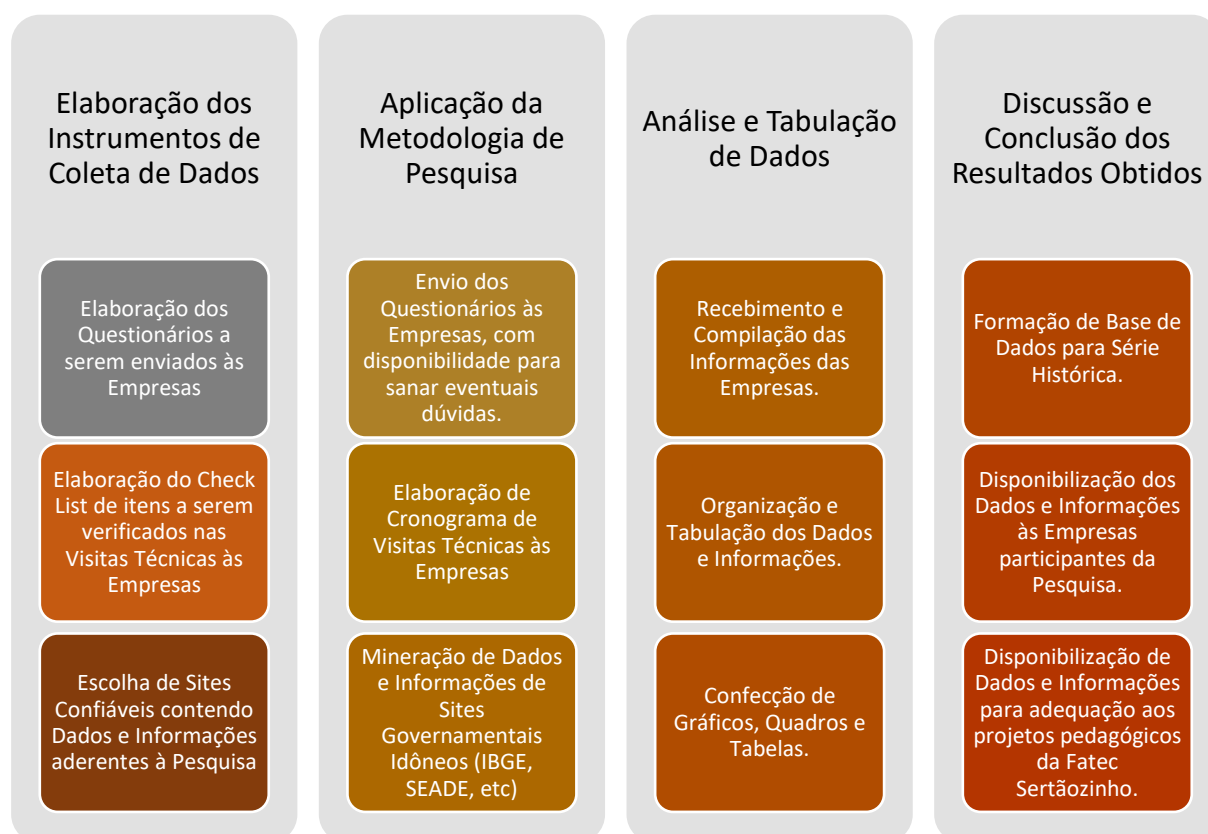 Elaboração dos
Instrumentos de
Coleta de Dados
Elaboração dos
Questionários a
serem enviados às
Empresas
Elaboração do Check
List de itens a serem
verificados nas
Visitas Técnicas às
Empresas
Escolha de Sites
Confiáveis contendo
Dados e Informações
aderentes à Pesquisa
Aplicação da
Metodologia de
Pesquisa
Envio dos
Questionários às
Empresas, com
disponibilidade para
sanar eventuais
dúvidas.
Elaboração de
Cronograma de
Visitas Técnicas às
Empresas
Mineração de Dados
e Informações de
Sites
Governamentais
Idôneos (IBGE,
SEADE, etc)
Análise e Tabulação
de Dados
Recebimento e
Compilação das
Informações das
Empresas.
Organização e
Tabulação dos Dados
e Informações.
Confecção de
Gráficos, Quadros e
Tabelas.
Discussão e
Conclusão dos
Resultados Obtidos
Formação de Base de
Dados para Série
Histórica.
Disponibilização dos
Dados e Informações
às Empresas
participantes da
Pesquisa.
Disponibilização de
Dados e Informações
para adequação aos
projetos pedagógicos
da Fatec
Sertãozinho.